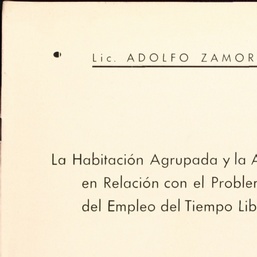 Lic. ADOLFO ZAMOR
La Habitación Agrupada y la A
en Relación con el Problem
del Empleo del Tiempo Lib